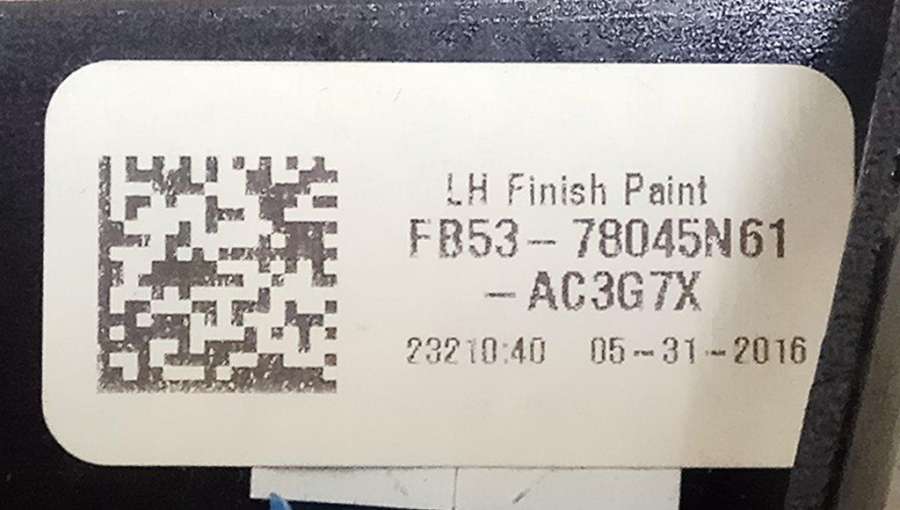 LH Finish Paint
FB53-78045N61
-AC3G7X
23210:40 05-31-2016